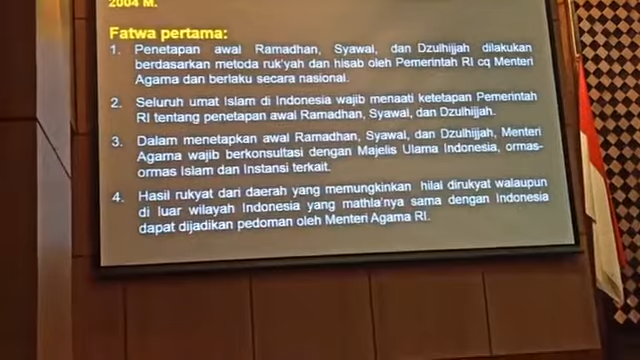 2004 M.
Fatwa pertama:
1. Penetapan awal Ramadhan, Syawal, dan Dzulhijjah dilakukan
berdasarkan metoda ruk'yah dan hisab oleh Pemerintah RI cq Menteri
Agama dan berlaku secara nasional.
2. Seluruh umat Islam di Indonesia wajib menaati ketetapan Pemerintah
RI tentang penetapan awal Ramadhan, Syawal, dan Dzulhijjah.
3. Dalam menetapkan awal Ramadhan, Syawal, dan Dzulhijjah, Menteri
Agama wajib berkonsultasi dengan Majelis Ulama Indonesia, ormas-
ormas Islam dan Instansi terkait.
4. Hasil rukyat dari daerah yang memungkinkan hilal dirukyat walaupun
di luar wilayah Indonesia yang mathla'nya sama dengan Indonesia
dapat dijadikan pedoman oleh Menteri Agama RI.